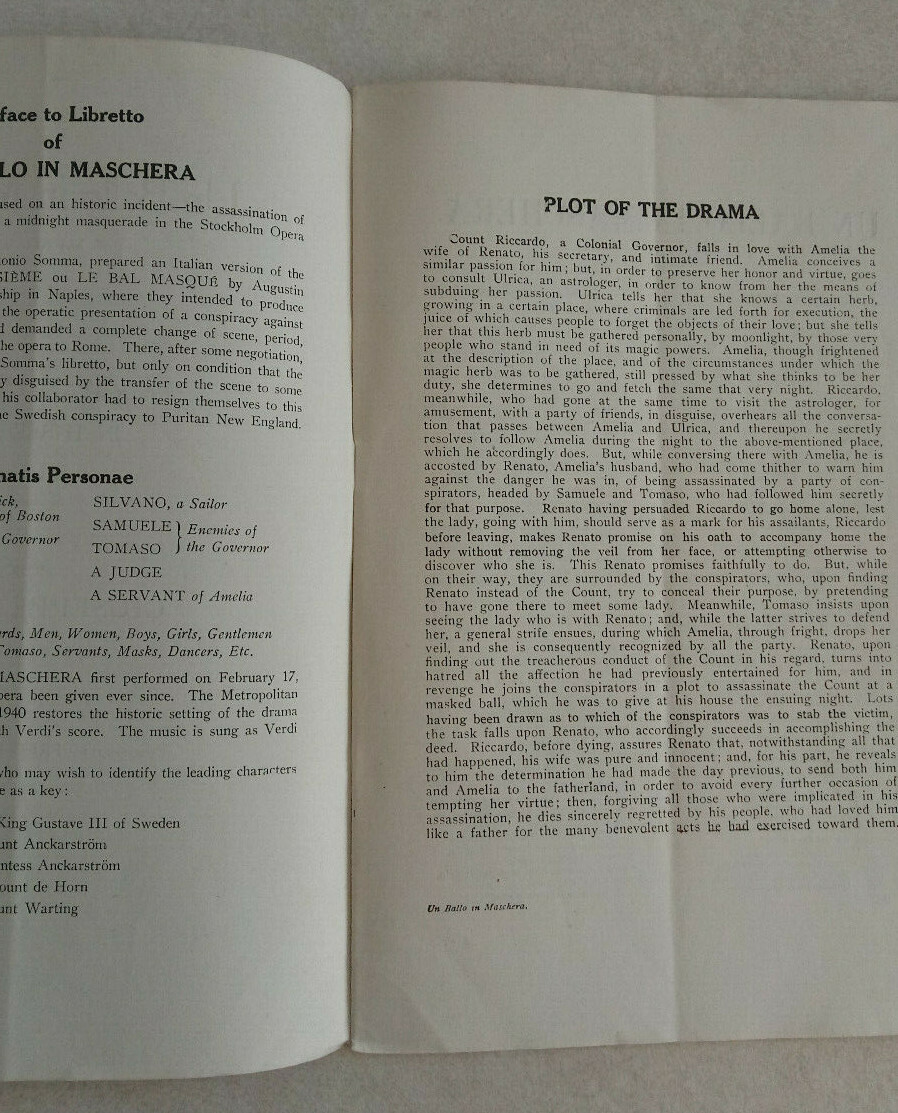 face to Libretto
of
LO IN MASCHERA
used on an historic incident—the assassination of
a midnight masquerade in the Stockholm Opera
onio Somma, prepared an Italian version of the
SIÈME ou LE BAL MASQUÉ by Augustin
ship in Naples, where they intended to produce
the operatic presentation of a conspiracy against
d demanded a complete change of scene, period,
he opera to Rome. There, after some negotiation,
Somma's libretto, but only on condition that the
y disguised by the transfer of the scene to some
his collaborator had to resign themselves to this
ne Swedish conspiracy to Puritan New England.
natis Personae
ick,
of Boston
Governor
SILVANO, a Sailor
SAMUELE } Enemies of
TOMASO } the Governor
A JUDGE
A SERVANT of Amelia
rds, Men, Women, Boys, Girls, Gentlemen
Tomaso, Servants, Masks, Dancers, Etc.
MASCHERA first performed on February 17,
pera been given ever since. The Metropolitan
1940 restores the historic setting of the drama
h Verdi's score. The music is sung as Verdi
who may wish to identify the leading characters
e as a key:
King Gustave III of Sweden
unt Anckarström
ntess Anckarström
ount de Horn
unt Warting
PLOT OF THE DRAMA
Count Riccardo, a Colonial Governor, falls in love with Amelia the
wife of Renato, his secretary, and intimate friend. Amelia conceives a
similar passion for him; but, in order to preserve her honor and virtue, goes
to consult Ulrica, an astrologer, in order to know from her the means of
subduing her passion. Ulrica tells her that she knows a certain herb,
growing in a certain place, where criminals are led forth for execution, the
juice of which causes people to forget the objects of their love; but she tells
her that this herb must be gathered personally, by moonlight, by those very
people who stand in need of its magic powers. Amelia, though frightened
at the description of the place, and of the circumstances under which the
magic herb was to be gathered, still pressed by what she thinks to be her
duty, she determines to go and fetch the same that very night. Riccardo,
meanwhile, who had gone at the same time to visit the astrologer, for
amusement, with a party of friends, in disguise, overhears all the conversa-
tion that passes between Amelia and Ulrica, and thereupon he secretly
resolves to follow Amelia during the night to the above-mentioned place,
which he accordingly does. But, while conversing there with Amelia, he is
accosted by Renato, Amelia's husband, who had come thither to warn him
against the danger he was in, of being assassinated by a party of con-
spirators, headed by Samuele and Tomaso, who had followed him secretly
for that purpose. Renato having persuaded Riccardo to go home alone, lest
the lady, going with him, should serve as a mark for his assailants, Riccardo
before leaving, makes Renato promise on his oath to accompany home the
lady without removing the veil from her face, or attempting otherwise to
discover who she is. This Renato promises faithfully to do. But, while
on their way, they are surrounded by the conspirators, who, upon finding
Renato instead of the Count, try to conceal their purpose, by pretending
to have gone there to meet some lady. Meanwhile, Tomaso insists upon
seeing the lady who is with Renato; and, while the latter strives to defend
her, a general strife ensues, during which Amelia, through fright, drops her
veil, and she is consequently recognized by all the party. Renato, upon
finding out the treacherous conduct of the Count in his regard, turns into
hatred all the affection he had previously entertained for him, and in
revenge he joins the conspirators in a plot to assassinate the Count at a
masked ball, which he was to give at his house the ensuing night. Lots
having been drawn as to which of the conspirators was to stab the victim,
the task falls upon Renato, who accordingly succeeds in accomplishing the
deed. Riccardo, before dying, assures Renato that, notwithstanding all that
had happened, his wife was pure and innocent; and, for his part, he reveals
to him the determination he had made the day previous, to send both him
and Amelia to the fatherland, in order to avoid every further occasion of
tempting her virtue; then, forgiving all those who were implicated in his
assassination, he dies sincerely regretted by his people, who had loved him
like a father for the many benevolent acts he had exercised toward them.
Un Ballo in Maschera.